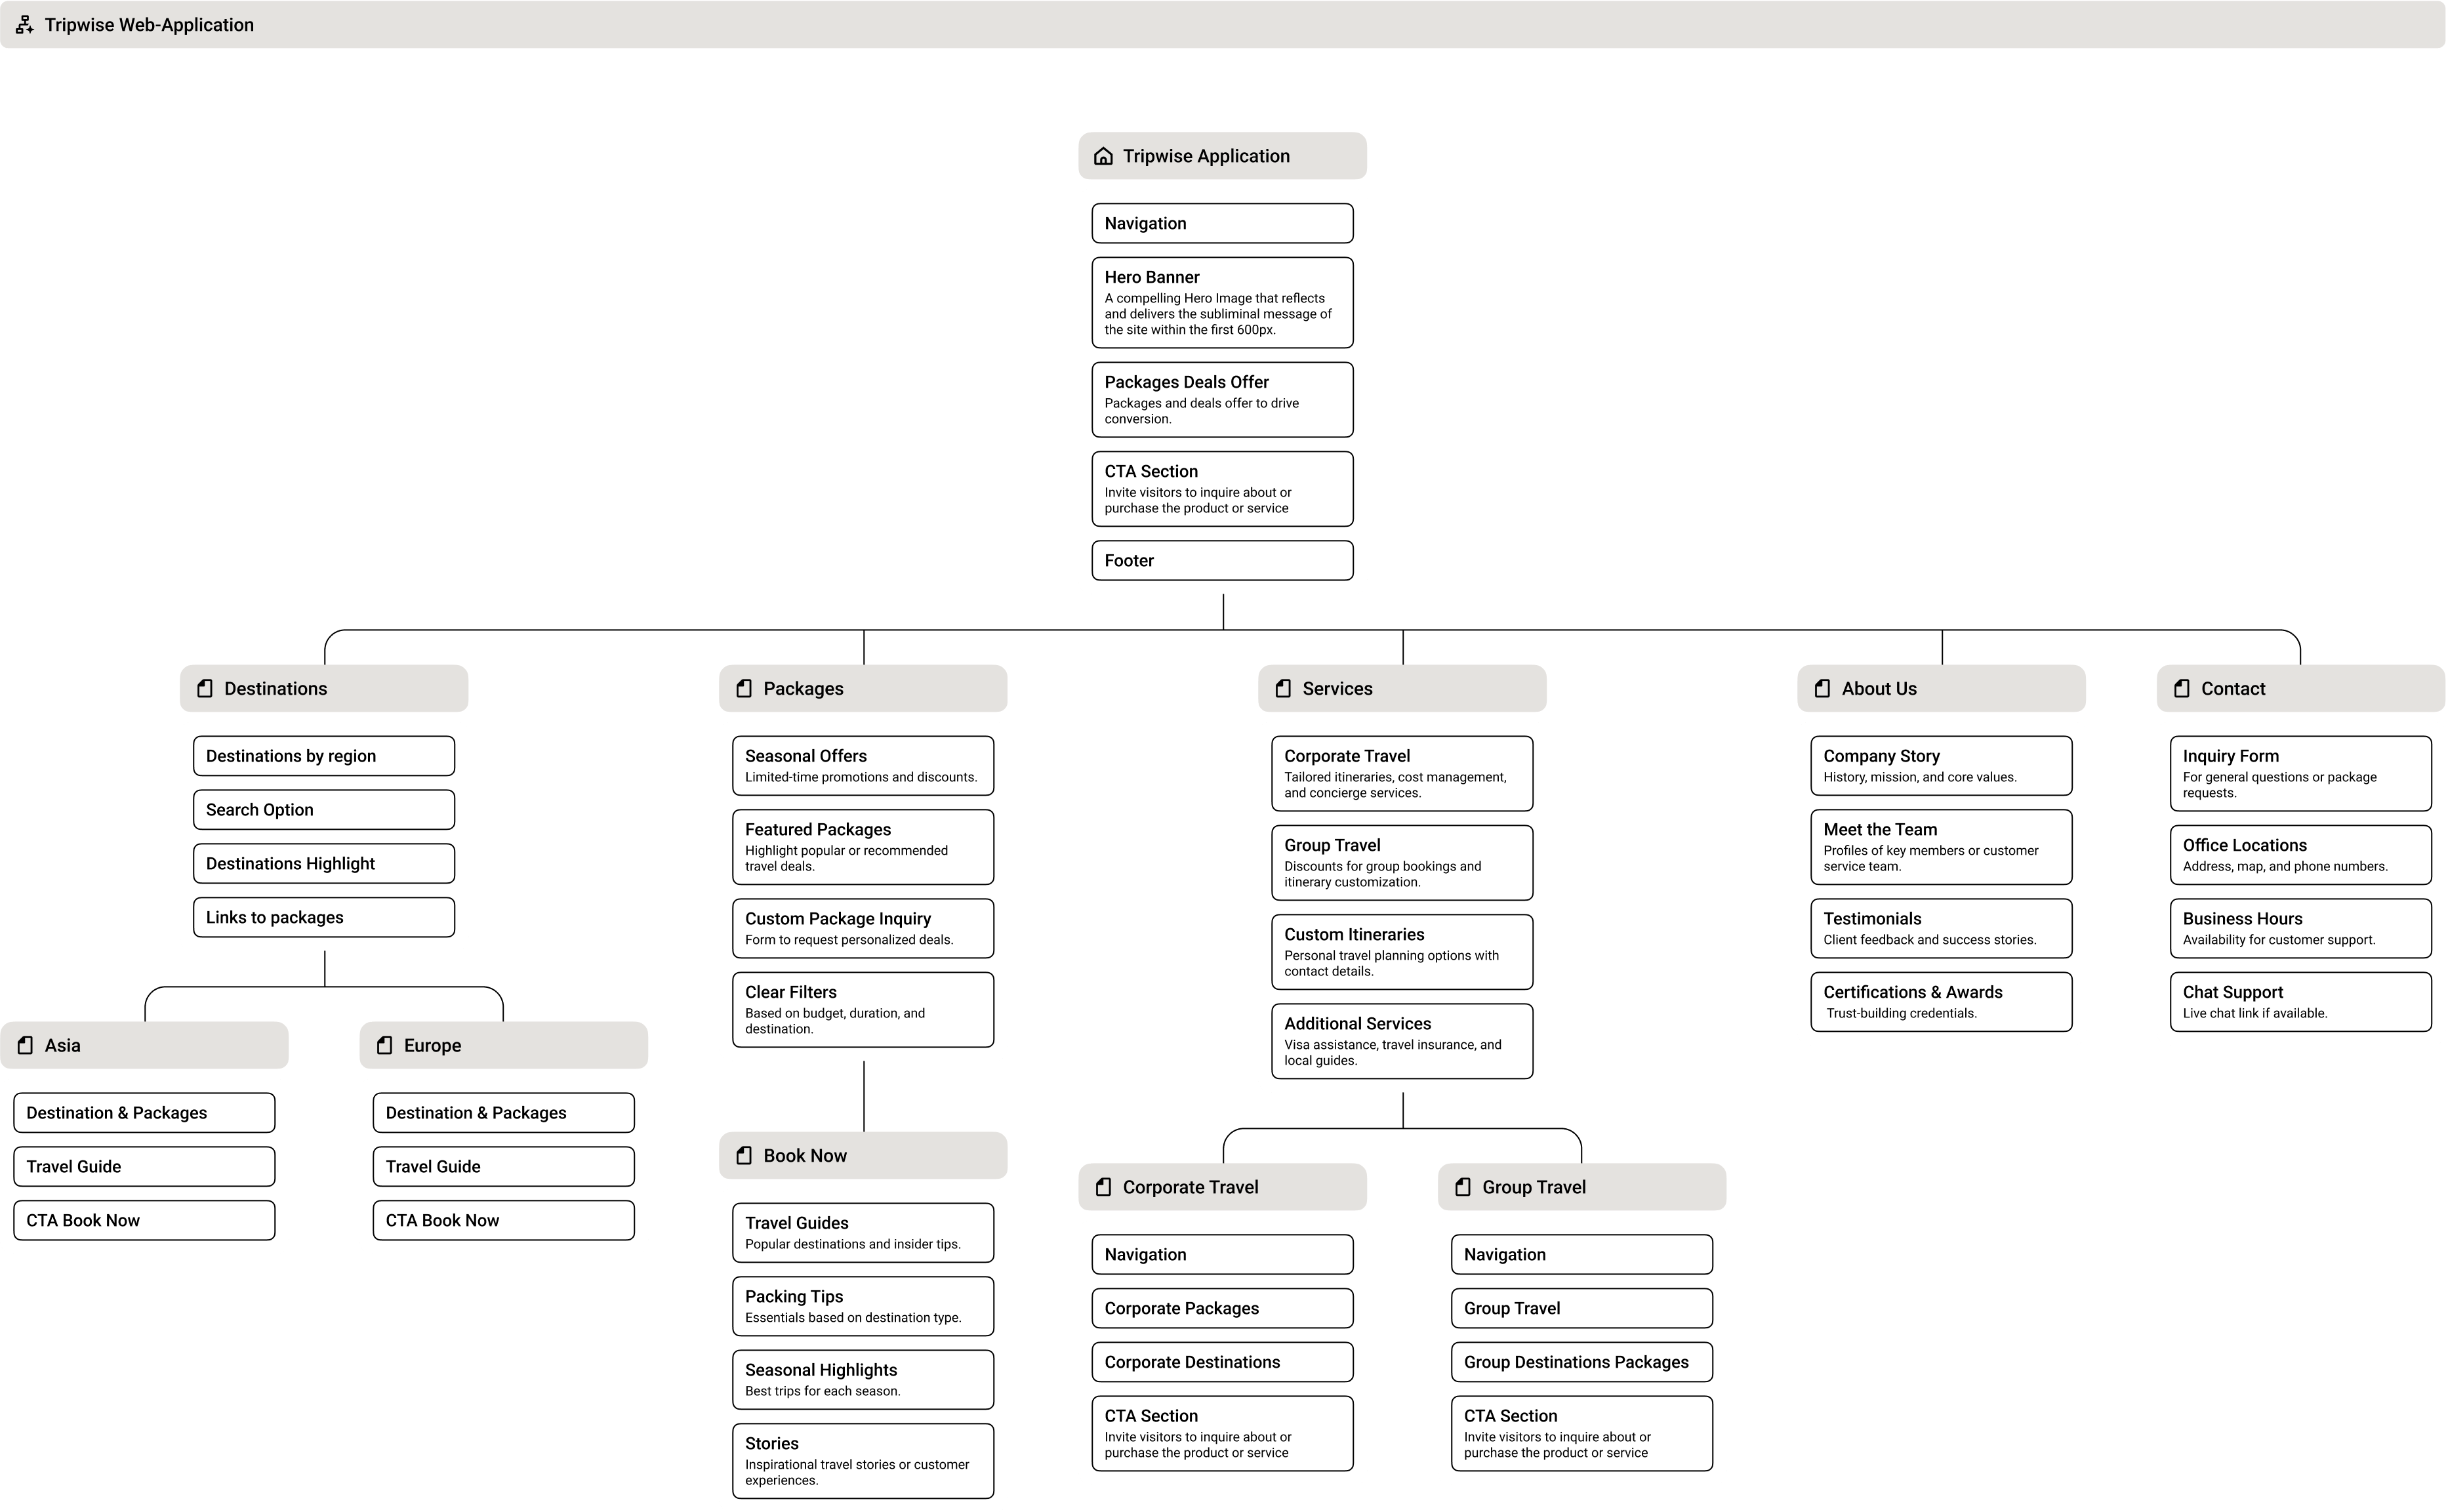 Tripwise Web-Application
Tripwise Application
Navigation
Hero Banner
A compelling Hero Image that reflects
and delivers the subliminal message of
the site within the first 600px.
Packages Deals Offer
Packages and deals offer to drive
conversion.
CTA Section
Invite visitors to inquire about or
purchase the product or service
Footer
Destinations
Destinations by region
Search Option
Destinations Highlight
Links to packages
Asia
Destination & Packages
Travel Guide
CTA Book Now
Europe
Destination & Packages
Travel Guide
CTA Book Now
Packages
Seasonal Offers
Limited-time promotions and discounts.
Featured Packages
Highlight popular or recommended
travel deals.
Custom Package Inquiry
Form to request personalized deals.
Clear Filters
Based on budget, duration, and
destination.
Book Now
Travel Guides
Popular destinations and insider tips.
Packing Tips
Essentials based on destination type.
Seasonal Highlights
Best trips for each season.
Stories
Inspirational travel stories or customer
experiences.
Services
Corporate Travel
Tailored itineraries, cost management,
and concierge services.
Group Travel
Discounts for group bookings and
itinerary customization.
Custom Itineraries
Personal travel planning options with
contact details.
Additional Services
Visa assistance, travel insurance, and
local guides.
Corporate Travel
Navigation
Corporate Packages
Corporate Destinations
CTA Section
Invite visitors to inquire about or
purchase the product or service
Group Travel
Navigation
Group Travel
Group Destinations Packages
CTA Section
Invite visitors to inquire about or
purchase the product or service
About Us
Company Story
History, mission, and core values.
Meet the Team
Profiles of key members or customer
service team.
Testimonials
Client feedback and success stories.
Certifications & Awards
Trust-building credentials.
Contact
Inquiry Form
For general questions or package
requests.
Office Locations
Address, map, and phone numbers.
Business Hours
Availability for customer support.
Chat Support
Live chat link if available.